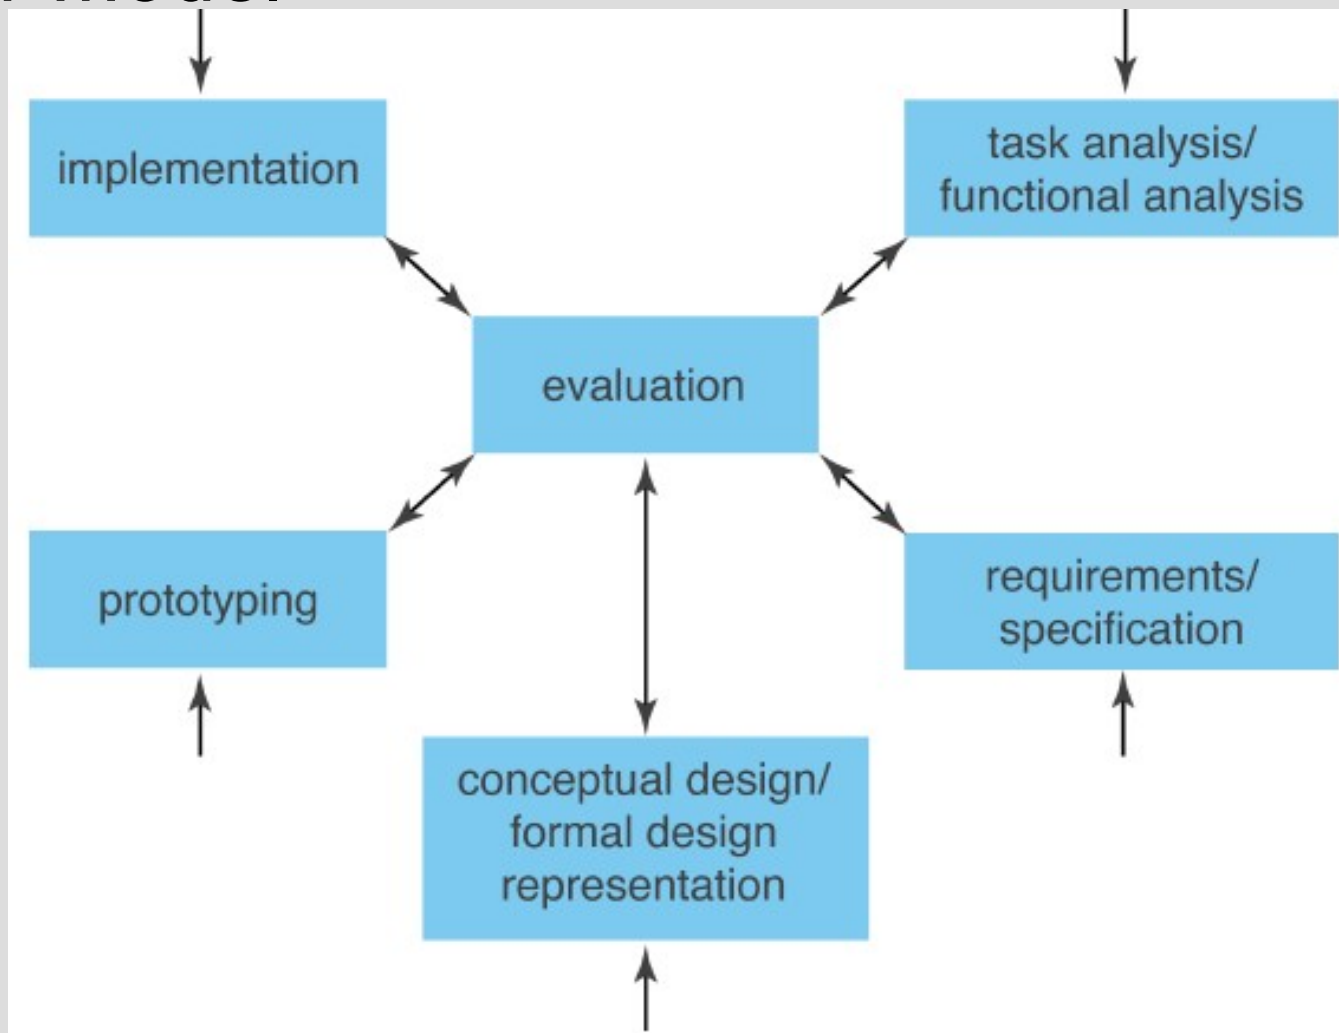 implementation
task analysis/
functional analysis
evaluation
prototyping
requirements/
specification
conceptual design/
formal design
representation